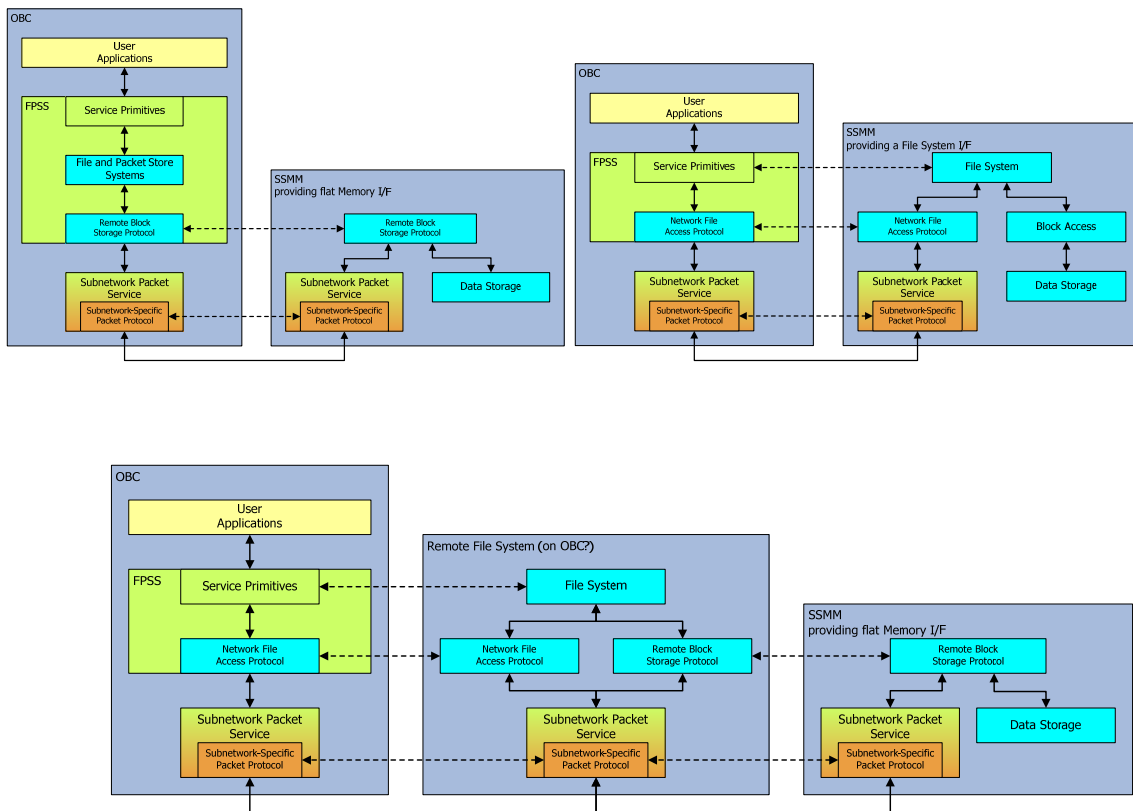 OBC
User
Applications
FPSS
Service Primitives
File and Packet Store
Systems
Remote Block
Storage Protocol
Subnetwork Packet
Service
Subnetwork-Specific
Packet Protocol
SSMM
providing flat Memory I/F
Remote Block
Storage Protocol
Subnetwork Packet
Service
Subnetwork-Specific
Packet Protocol
Data Storage
OBC
User
Applications
FPSS
Service Primitives
Network File
Access Protocol
Subnetwork Packet
Service
Subnetwork-Specific
Packet Protocol
SSMM
providing a File System I/F
File System
Network File
Access Protocol
Block Access
Subnetwork Packet
Service
Subnetwork-Specific
Packet Protocol
Data Storage
OBC
User
Applications
FPSS
Service Primitives
Network File
Access Protocol
Subnetwork Packet
Service
Subnetwork-Specific
Packet Protocol
Remote File System (on OBC?)
File System
Network File
Access Protocol
Remote Block
Storage Protocol
Subnetwork Packet
Service
Subnetwork-Specific
Packet Protocol
SSMM
providing flat Memory I/F
Remote Block
Storage Protocol
Subnetwork Packet
Service
Subnetwork-Specific
Packet Protocol
Data Storage